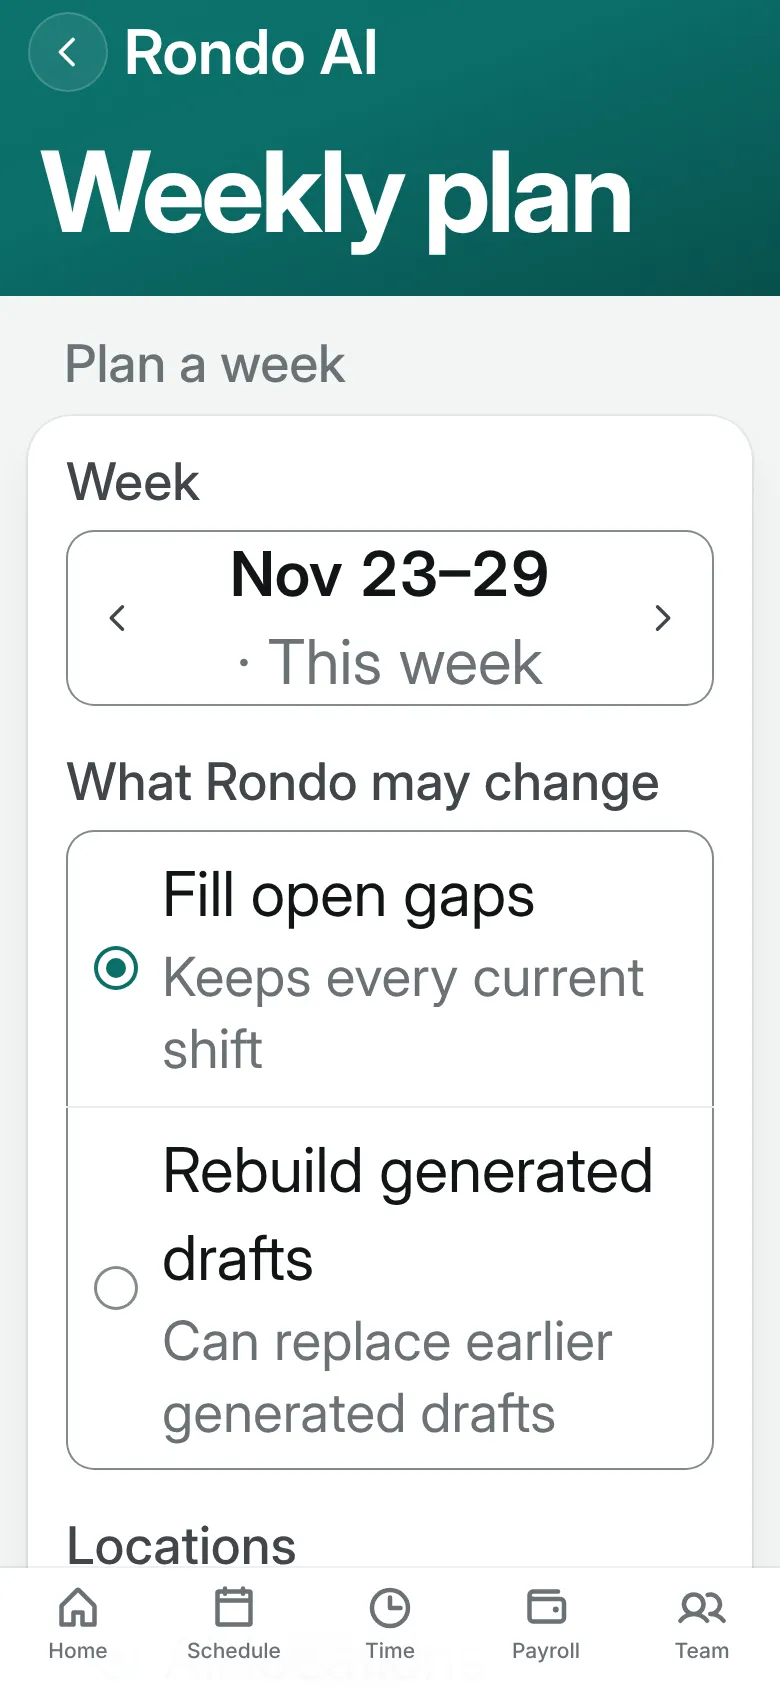 Rondo AI
Weekly plan
Plan a week
Week
Nov 23–29
· This week
What Rondo may change
Fill open gaps
Keeps every current
shift
Rebuild generated
drafts
Can replace earlier
generated drafts
Locations
Home
Schedule
Time
Payroll
Team